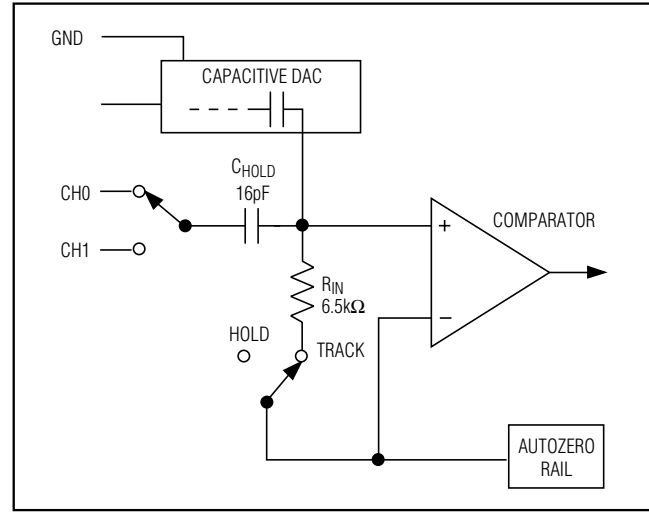 GND
CAPACITIVE DAC
CHOLD
16pF
CH0
CH1
COMPARATOR
+
−
RIN
6.5kΩ
HOLD
TRACK
AUTOZERO
RAIL